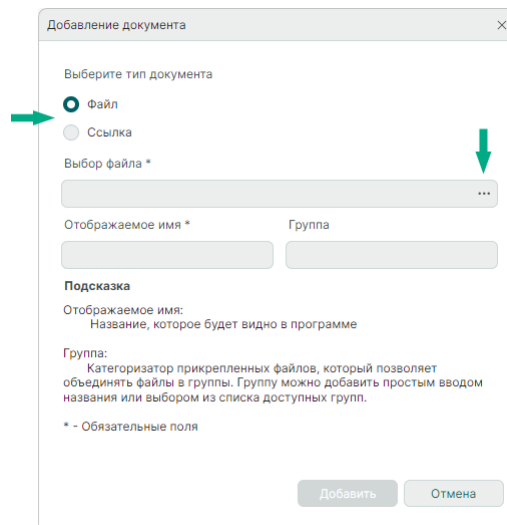 Добавление документа
Выберите тип документа
Файл
Ссылка
Выбор файла *
...
Отображаемое имя *
Группа
Подсказка
Отображаемое имя:
Название, которое будет видно в программе
Группа:
Категоризатор прикрепленных файлов, который позволяет
объединять файлы в группы. Группу можно добавить простым вводом
названия или выбором из списка доступных групп.
* - Обязательные поля
Добавить
Отмена